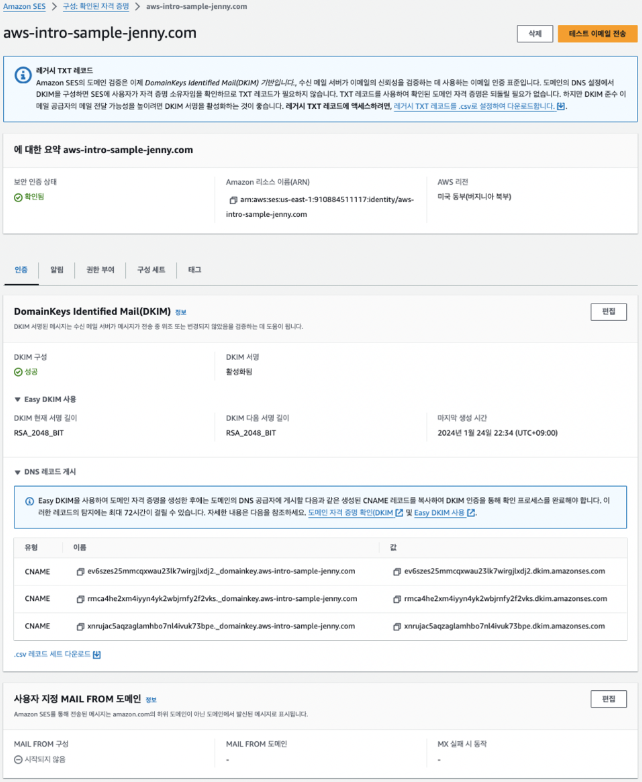 Amazon SES > 구성: 확인된 자격 증명 > aws-intro-sample-jenny.com
aws-intro-sample-jenny.com
삭제
테스트 이메일 전송
레거시 TXT 레코드
Amazon SES의 도메인 검증은 이제 DomainKeys Identified Mail(DKIM) 기반입니다., 수신 메일 서버가 이메일의 신뢰성을 검증하는 데 사용하는 이메일 인증 표준입니다. 도메인의 DNS 설정에서
DKIM을 구성하면 SES에 사용자가 자격 증명 소유자임을 확인하므로 TXT 레코드가 필요하지 않습니다. TXT 레코드를 사용하여 확인된 도메인 자격 증명은 되돌릴 필요가 없습니다. 하지만 DKIM 준수 이
메일 공급자의 메일 전달 가능성을 높이려면 DKIM 서명을 활성화하는 것이 좋습니다. 레거시 TXT 레코드에 액세스하려면, 레거시 TXT 레코드를 .csv로 설정하여 다운로드합니다.
에 대한 요약 aws-intro-sample-jenny.com
보안 인증 상태
확인됨
Amazon 리소스 이름(ARN)
arn:aws:ses:us-east-1:910884511117:identity/aws-
intro-sample-jenny.com
AWS 리전
미국 동부(버지니아 북부)
인증
알림
권한 부여
구성 세트
태그
DomainKeys Identified Mail(DKIM) 정보
편집
DKIM 서명된 메시지는 수신 메일 서버가 메시지가 전송 중 위조 또는 변경되지 않았음을 검증하는 데 도움이 됩니다.
DKIM 구성
성공
DKIM 서명
활성화됨
Easy DKIM 사용
DKIM 현재 서명 길이
RSA_2048_BIT
DKIM 다음 서명 길이
RSA_2048_BIT
마지막 생성 시간
2024년 1월 24일 22:34 (UTC+09:00)
DNS 레코드 게시
Easy DKIM을 사용하여 도메인 자격 증명을 생성한 후에는 도메인의 DNS 공급자에 게시할 다음과 같은 생성된 CNAME 레코드를 복사하여 DKIM 인증을 통해 확인 프로세스를 완료해야 합니다. 이
러한 레코드의 탐지에는 최대 72시간이 걸릴 수 있습니다. 자세한 내용은 다음을 참조하세요. 도메인 자격 증명 확인(DKIM 및 Easy DKIM 사용.
유형 이름 값
CNAME ev6szes25mmcqxwau23lk7wirgjlxdj2._domainkey.aws-intro-sample-jenny.com ev6szes25mmcqxwau23lk7wirgjlxdj2.dkim.amazonses.com
CNAME rmca4he2xm4iyyn4yk2wbjrnfy2f2vks._domainkey.aws-intro-sample-jenny.com rmca4he2xm4iyyn4yk2wbjrnfy2f2vks.dkim.amazonses.com
CNAME xnrujac5aqzaglamhbo7nl4ivuk73bpe._domainkey.aws-intro-sample-jenny.com xnrujac5aqzaglamhbo7nl4ivuk73bpe.dkim.amazonses.com
.csv 레코드 세트 다운로드
사용자 지정 MAIL FROM 도메인 정보
편집
Amazon SES를 통해 전송된 메시지는 amazon.com의 하위 도메인이 아닌 도메인에서 발신된 메시지로 표시됩니다.
MAIL FROM 구성
시작되지 않음
MAIL FROM 도메인
-
MX 실패 시 동작
-